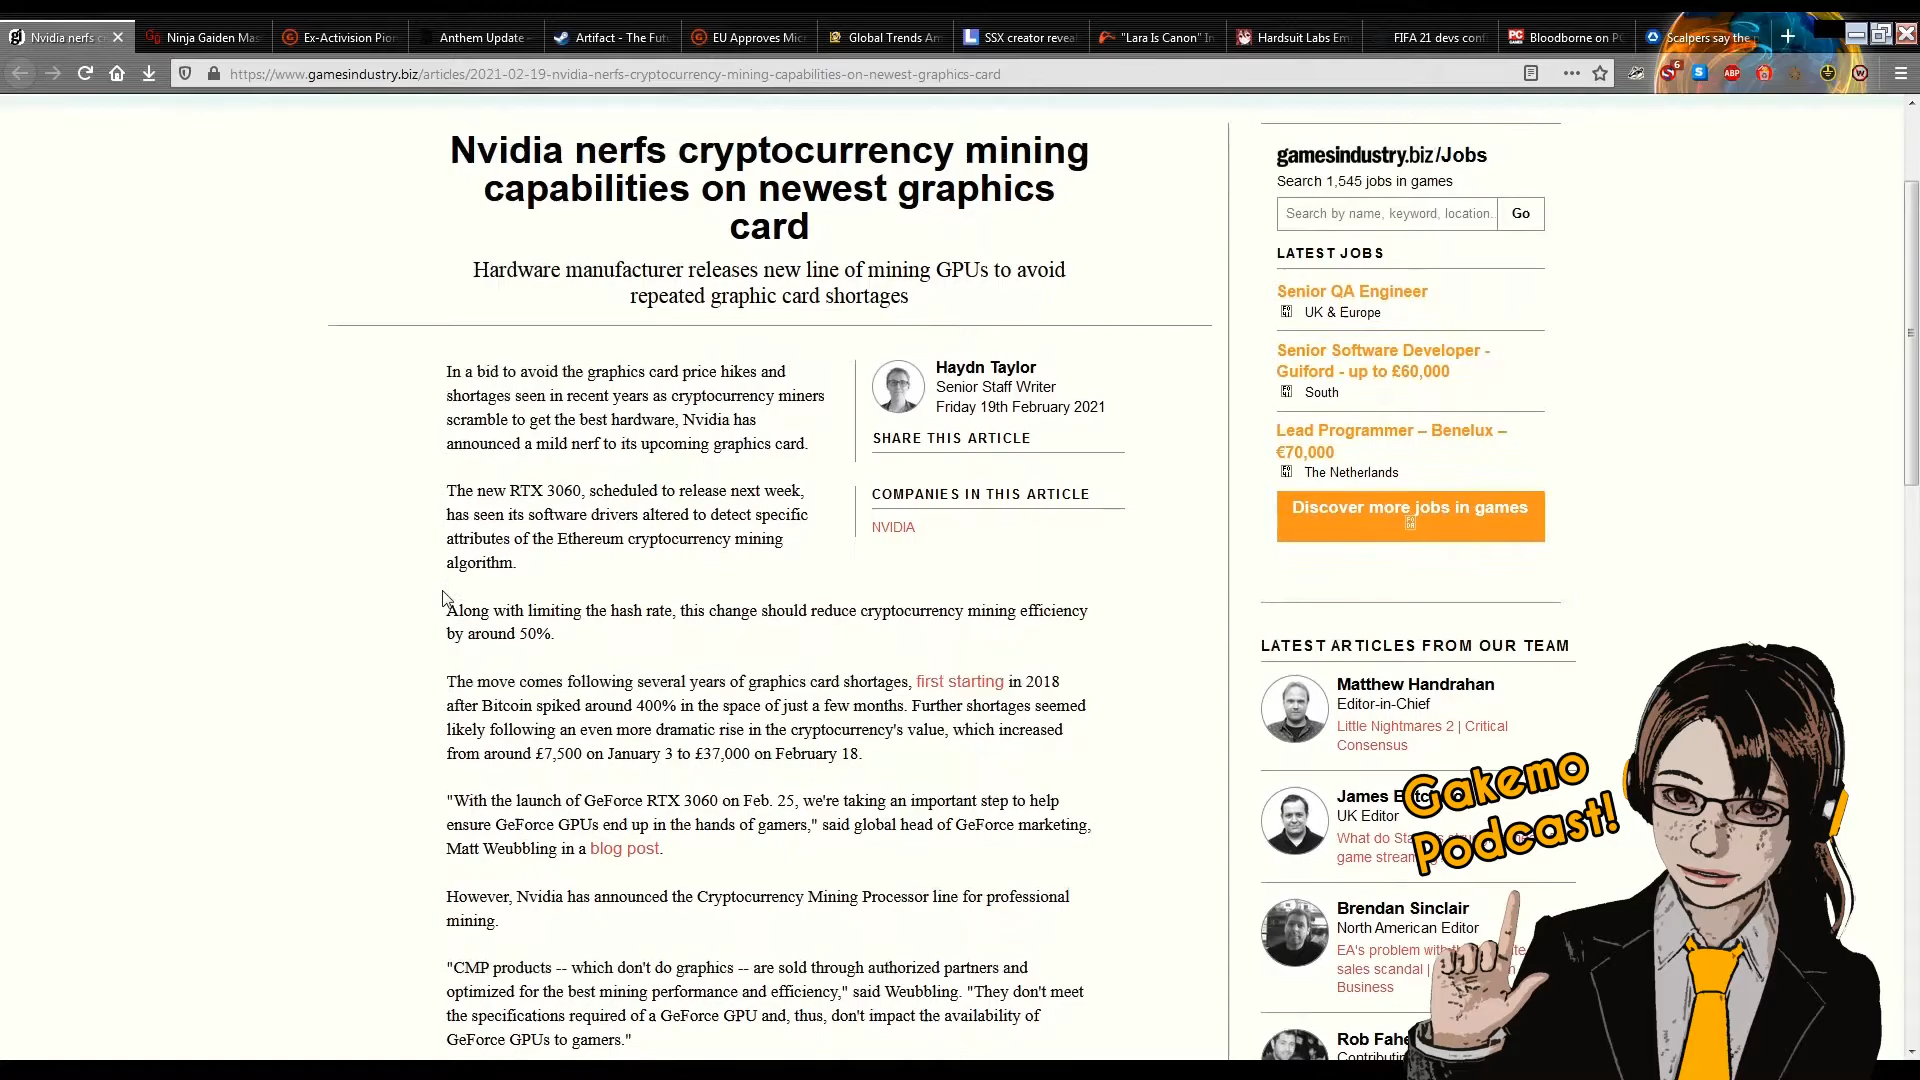 Nvidia nerfs c
Ninja Gaiden Mas
Ex-Activision Pio
Anthem Update -
Artifact - The Futu
EU Approves Mic
Global Trends An
SSX creator revea
"Lara Is Canon" In
Hardsuit Labs Em
FIFA 21 devs conf
Bloodborne on PC
Scalpers say the p
https://www.gamesindustry.biz/articles/2021-02-19-nvidia-nerfs-cryptocurrency-mining-capabilities-on-newest-graphics-card
6
ABP
Nvidia nerfs cryptocurrency mining
capabilities on newest graphics
card
Hardware manufacturer releases new line of mining GPUs to avoid
repeated graphic card shortages
In a bid to avoid the graphics card price hikes and
shortages seen in recent years as cryptocurrency miners
scramble to get the best hardware, Nvidia has
announced a mild nerf to its upcoming graphics card.
The new RTX 3060, scheduled to release next week,
has seen its software drivers altered to detect specific
attributes of the Ethereum cryptocurrency mining
algorithm.
Along with limiting the hash rate, this change should reduce cryptocurrency mining efficiency
by around 50%.
The move comes following several years of graphics card shortages, first starting in 2018
after Bitcoin spiked around 400% in the space of just a few months. Further shortages seemed
likely following an even more dramatic rise in the cryptocurrency's value, which increased
from around £7,500 on January 3 to £37,000 on February 18.
"With the launch of GeForce RTX 3060 on Feb. 25, we're taking an important step to help
ensure GeForce GPUs end up in the hands of gamers," said global head of GeForce marketing,
Matt Weubbling in a blog post.
However, Nvidia has announced the Cryptocurrency Mining Processor line for professional
mining.
"CMP products -- which don't do graphics -- are sold through authorized partners and
optimized for the best mining performance and efficiency," said Weubbling. "They don't meet
the specifications required of a GeForce GPU and, thus, don't impact the availability of
GeForce GPUs to gamers."
Haydn Taylor
Senior Staff Writer
Friday 19th February 2021
SHARE THIS ARTICLE
COMPANIES IN THIS ARTICLE
NVIDIA
gamesindustry.biz/Jobs
Search 1,545 jobs in games
Search by name, keyword, location.
Go
LATEST JOBS
Senior QA Engineer
UK & Europe
Senior Software Developer -
Guiford - up to £60,000
South
Lead Programmer – Benelux –
€70,000
The Netherlands
Discover more jobs in games
LATEST ARTICLES FROM OUR TEAM
Matthew Handrahan
Editor-in-Chief
Little Nightmares 2 | Critical
Consensus
James
UK Editor
What do
game
Brendan Sinclair
North American Editor
EA's problem with
sales scandal |
Business
Rob
Gakemo
Podcast!